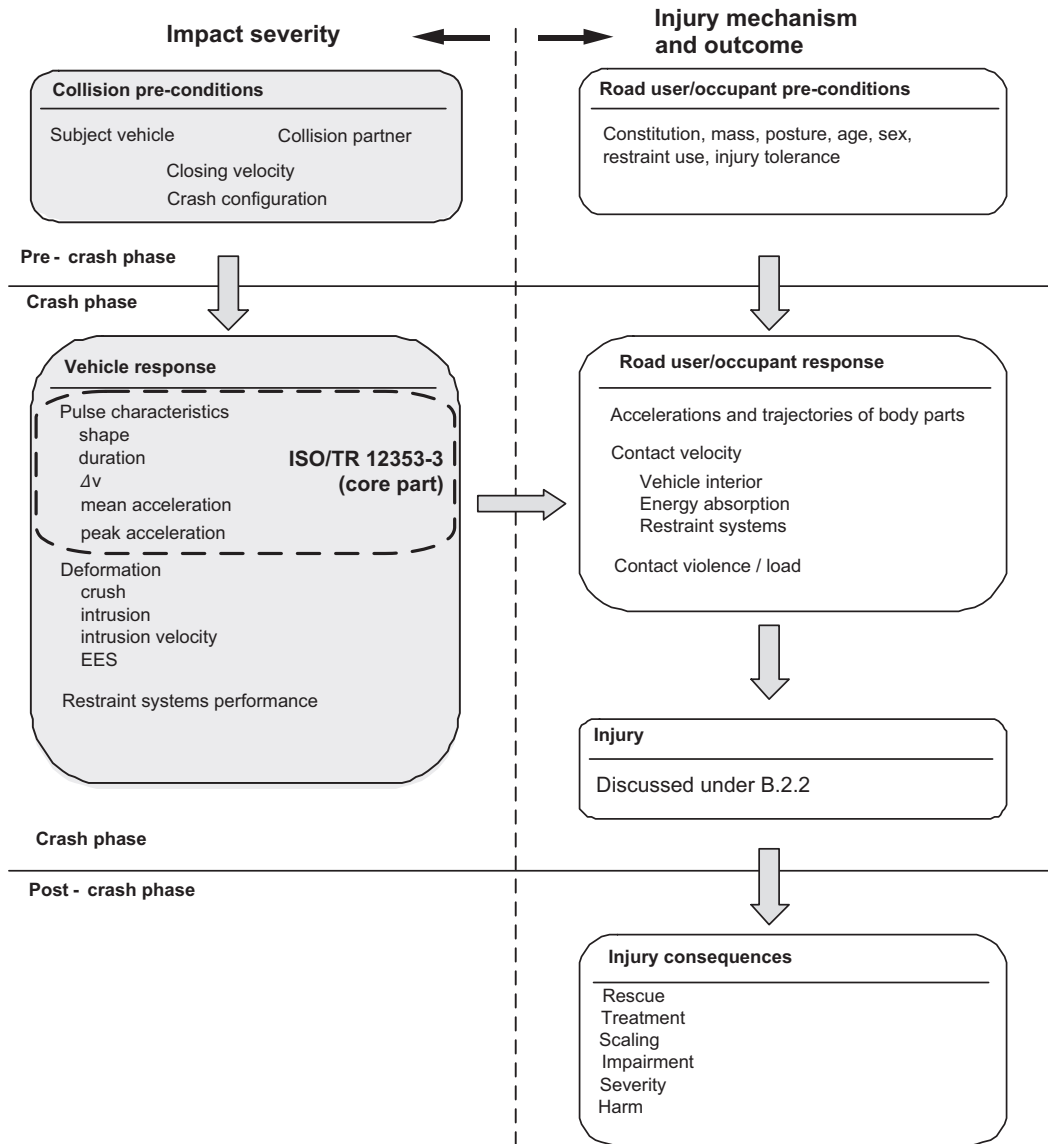 Impact severity
Injury mechanism
and outcome
Collision pre-conditions
Subject vehicle
Collision partner
Closing velocity
Crash configuration
Road user/occupant pre-conditions
Constitution, mass, posture, age, sex,
restraint use, injury tolerance
Pre - crash phase
Crash phase
Vehicle response
Pulse characteristics
shape
duration
Δv
mean acceleration
peak acceleration
ISO/TR 12353-3
(core part)
Deformation
crush
intrusion
intrusion velocity
EES
Restraint systems performance
Road user/occupant response
Accelerations and trajectories of body parts
Contact velocity
Vehicle interior
Energy absorption
Restraint systems
Contact violence / load
Injury
Discussed under B.2.2
Crash phase
Post - crash phase
Injury consequences
Rescue
Treatment
Scaling
Impairment
Severity
Harm